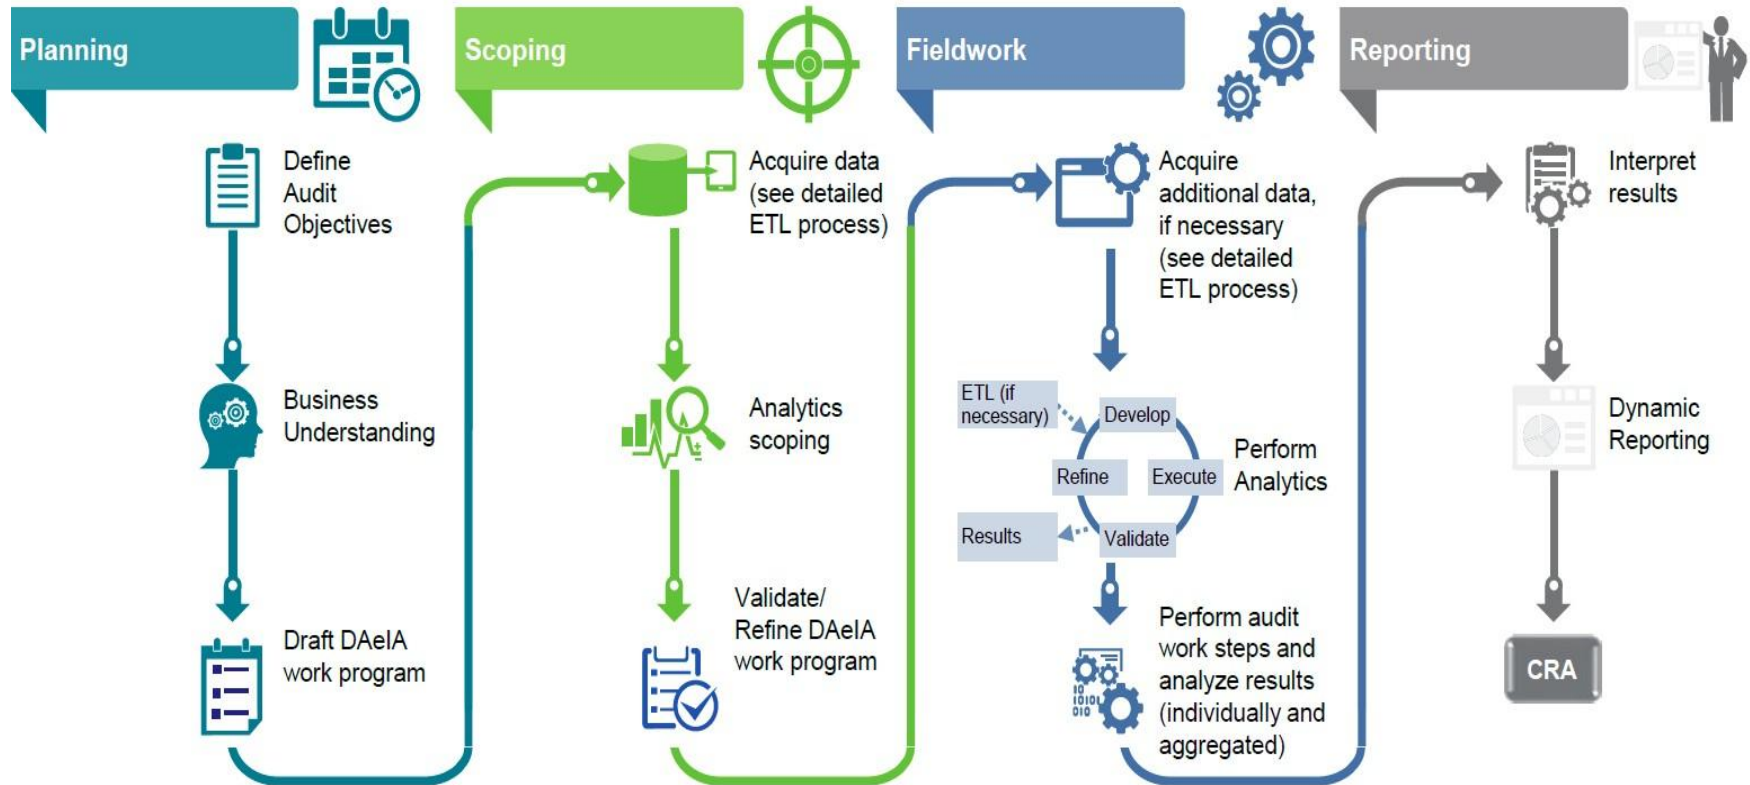 Planning
Define
Audit
Objectives
Business
Understanding
Draft DAeIA
work program
Scoping
Acquire data
(see detailed
ETL process)
Analytics
scoping
Validate/
Refine DAeIA
work program
Fieldwork
Acquire
additional data,
if necessary
(see detailed
ETL process)
ETL (if
necessary)
Develop
Refine
Execute
Results
Validate
Perform
Analytics
Perform audit
work steps and
analyze results
(individually and
aggregated)
10
10101
010
Reporting
Interpret
results
Dynamic
Reporting
CRA